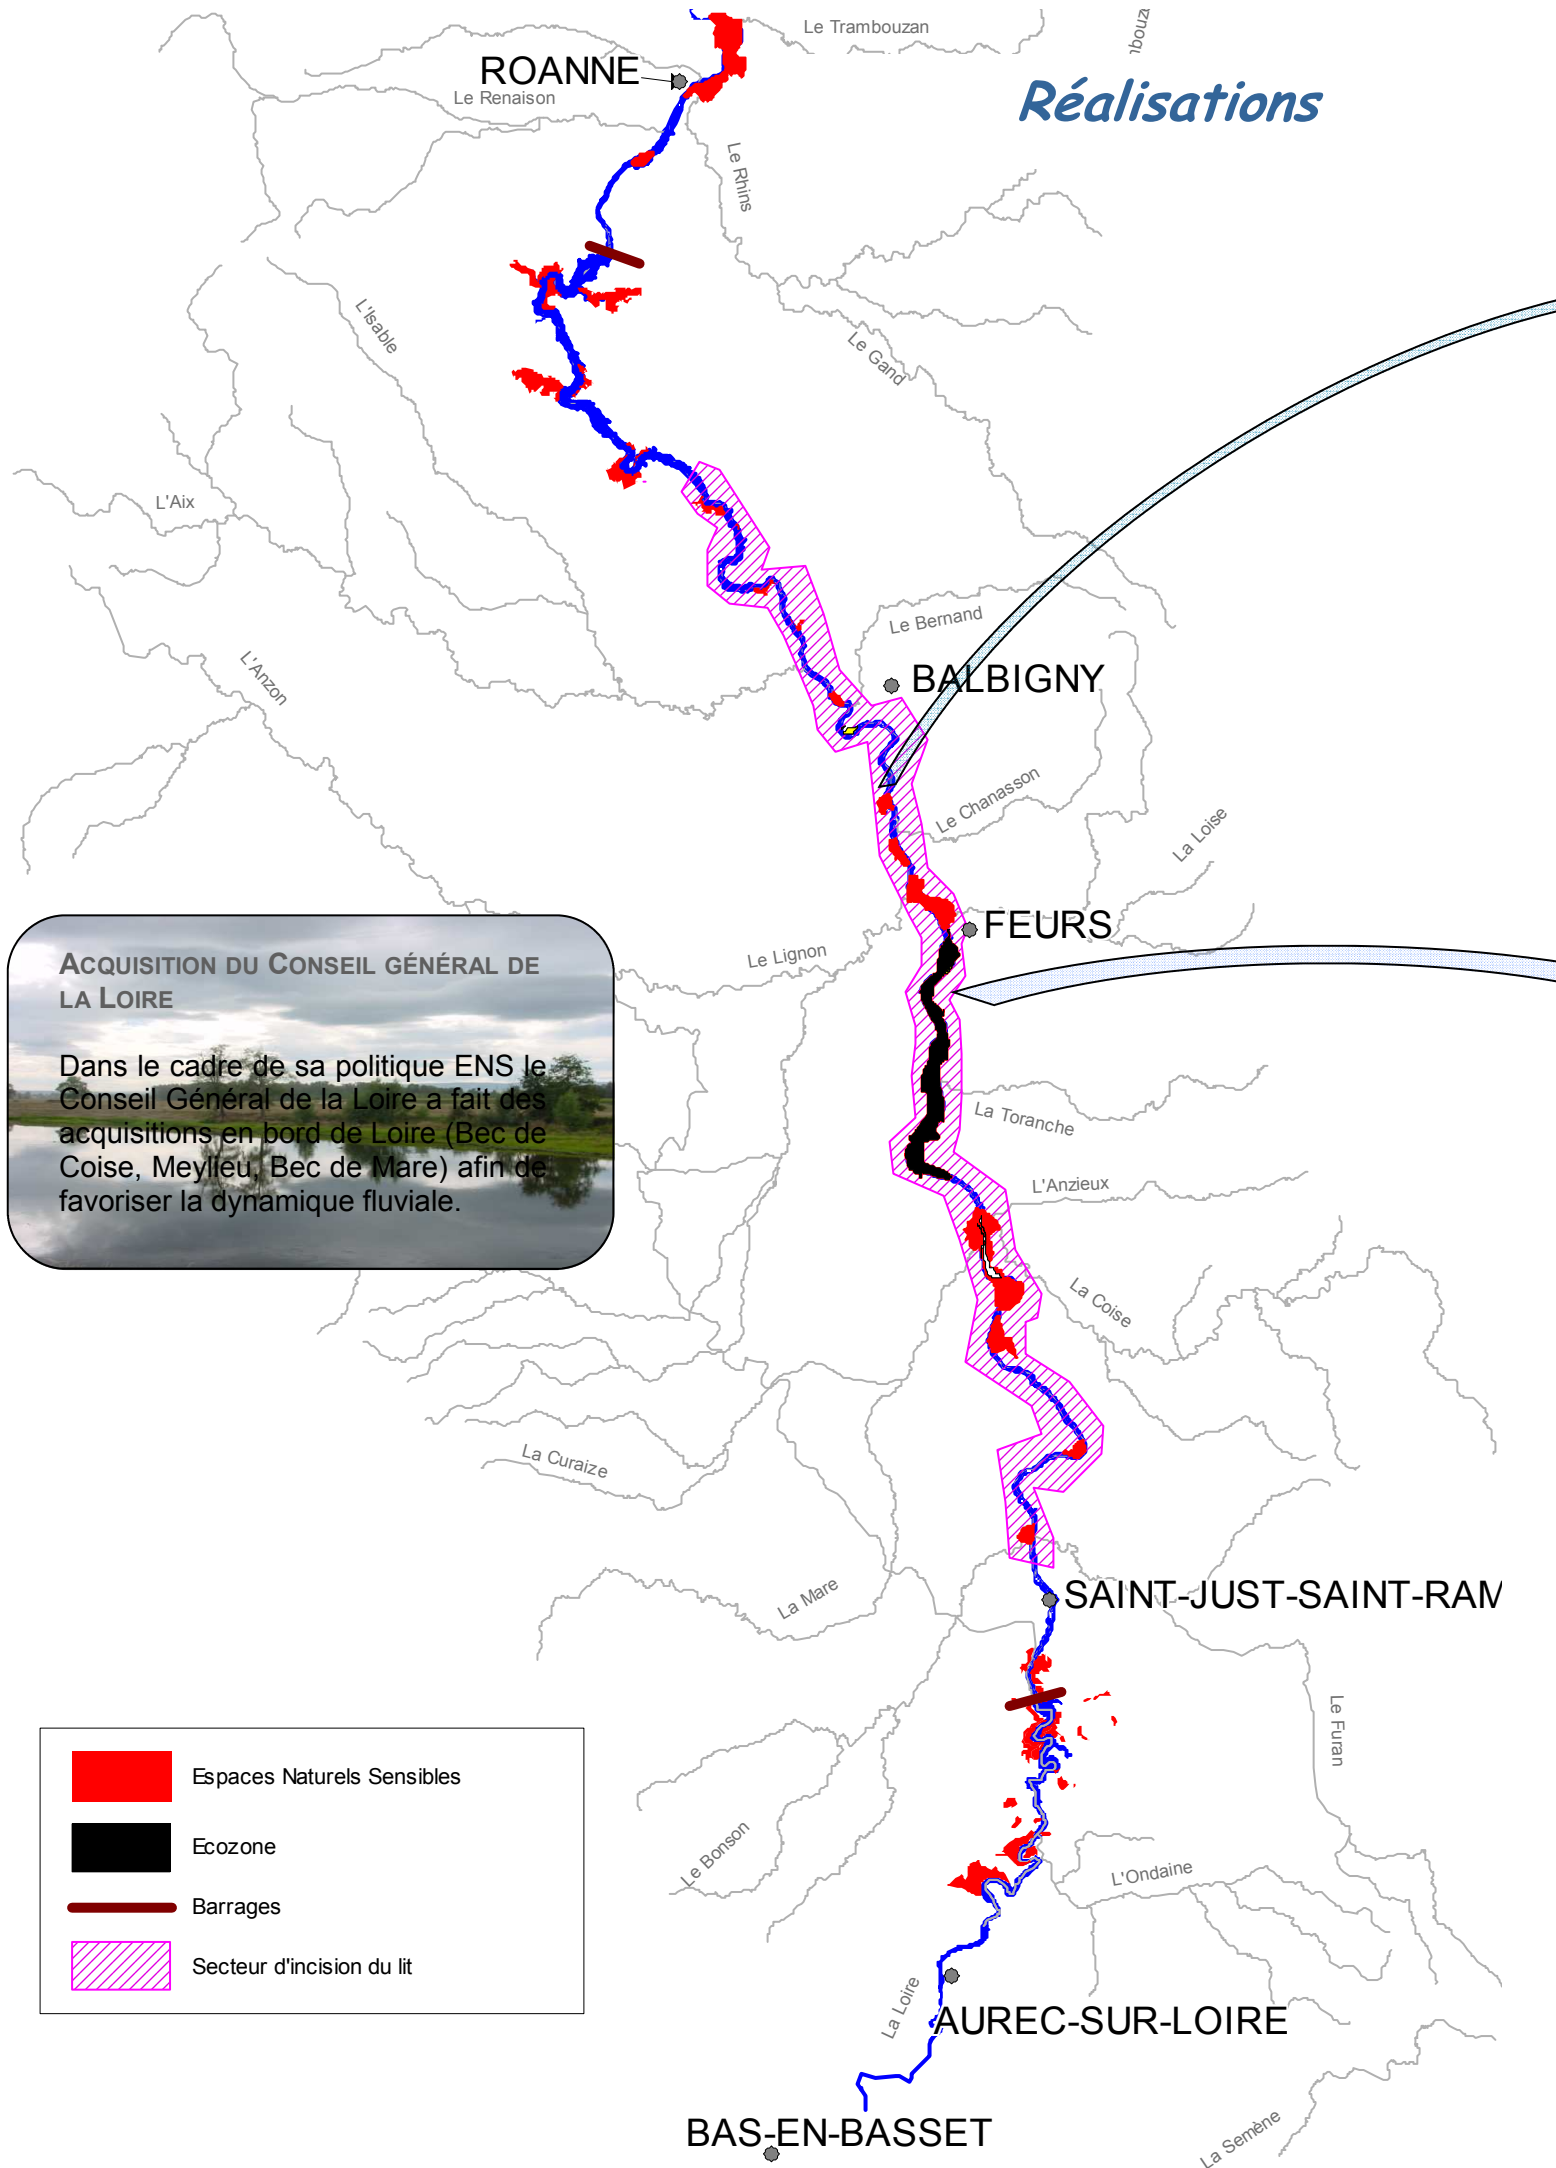 Le Trambouzan
ROANNE
Réalisations
Le Renaison
Le Rhins
L'Isable
Le Gand
L'Aix
Le Bernand
L'Anzon
BALBIGNY
Le Chanasson
La Loise
FEURS
Le Lignon
ACQUISITION DU CONSEIL GÉNÉRAL DE
LA LOIRE
Dans le cadre de sa politique ENS le
Conseil Général de la Loire a fait des
acquisitions en bord de Loire (Bec de
Coise, Meylieu, Bec de Mare) afin de
favoriser la dynamique fluviale.
La Toranche
L'Anzieux
La Coise
La Curaize
La Mare
SAINT-JUST-SAINT-RAM
Le Furan
Le Bonson
L'Ondaine
Espaces Naturels Sensibles
Ecozone
Barrages
Secteur d'incision du lit
La Loire
AUREC-SUR-LOIRE
BAS-EN-BASSET
La Semène